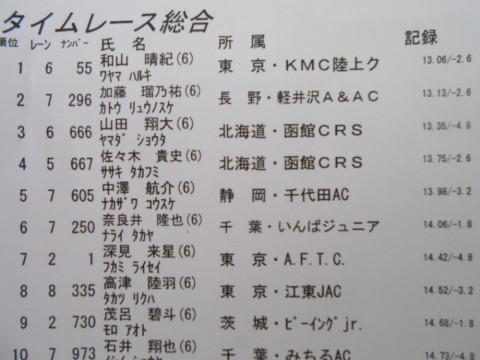 タイムレース総合
順位 レーン ナンバー 氏 名 所 属 記録
1 6 55 和山 晴紀(6) 東 京・KMC陸上ク 13.06/-2.6
ワヤマ ハルキ
2 7 296 加藤 瑠乃祐(6) 長 野・軽井沢A&AC 13.20/-2.6
カトウ リュウノスケ
3 6 666 山田 翔大(6) 北海道・函館CRS 13.35/-4.8
ヤマダ ショウタ
4 5 667 佐々木 貴史(6) 北海道・函館CRS 13.75/-2.6
ササキ タカフミ
5 7 605 中澤 航介(6) 静 岡・千代田AC 13.98/-3.2
ナカザワ コウスケ
6 7 250 奈良井 隆也(6) 千 葉・いんばジュニア 14.06/-1.8
ナライ タカヤ
7 2 1 深見 来星(6) 東 京・A.F.T.C. 14.42/-4.8
フカミ ライセイ
8 8 335 高津 陸羽(6) 東 京・江東JAC 14.52/-3.2
タカツ リクハ
9 2 730 茂呂 碧斗(6) 茨 城・ビーイングjr. 14.68/-1.8
モロ アオト
10 7 973 石井 翔也(6) 千 葉・みちるAC 14.73/-4.8